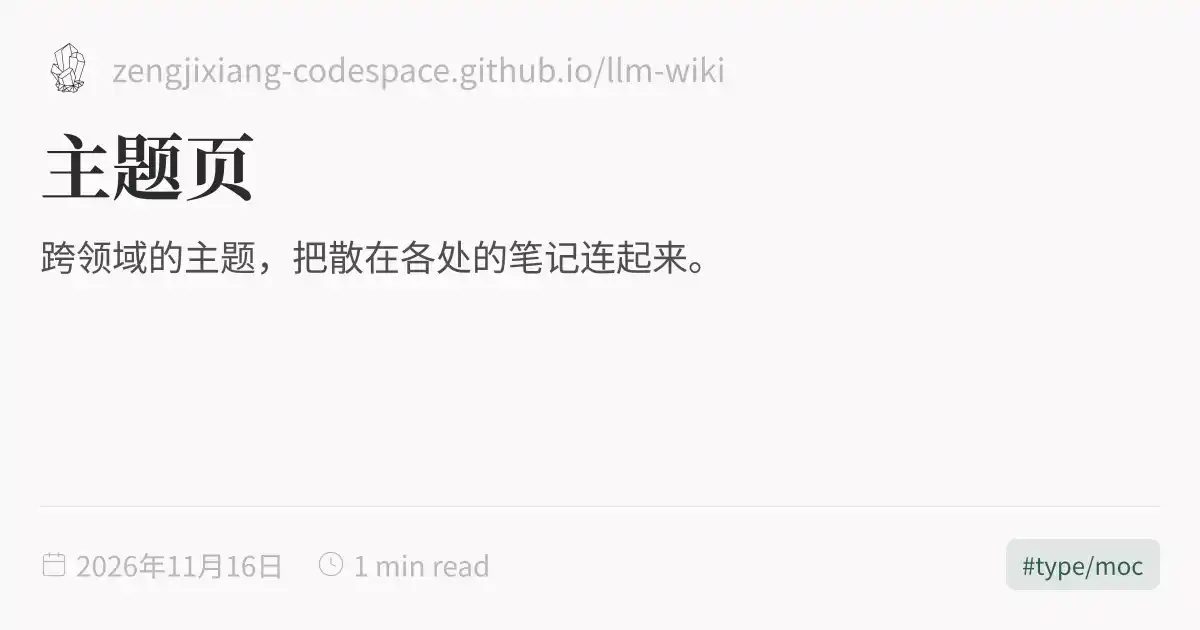 zengjixiang-codespace.github.io/llm-wiki
主题页
跨领域的主题，把散在各处的笔记连起来。
2026年11月16日 1 min read #type/moc